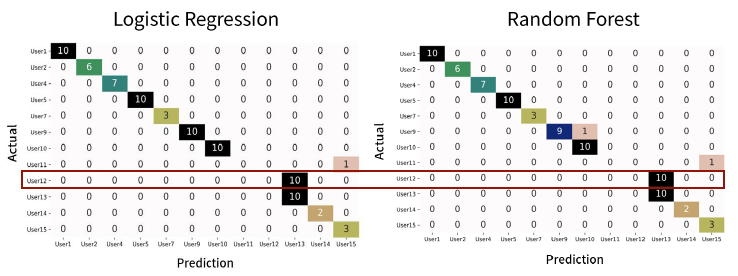 Logistic Regression
User1 10 0 0 0 0 0 0 0 0 0 0 0
User2 0 6 0 0 0 0 0 0 0 0 0 0
User4 0 0 7 0 0 0 0 0 0 0 0 0
User5 0 0 0 10 0 0 0 0 0 0 0 0
User7 0 0 0 0 3 0 0 0 0 0 0 0
User9 0 0 0 0 0 10 0 0 0 0 0 0
User10 0 0 0 0 0 0 10 0 0 0 0 0
User11 0 0 0 0 0 0 0 0 0 0 0 1
User12 0 0 0 0 0 0 0 0 0 10 0 0
User13 0 0 0 0 0 0 0 0 0 10 0 0
User14 0 0 0 0 0 0 0 0 0 0 2 0
User15 0 0 0 0 0 0 0 0 0 0 0 3
User1 User2 User4 User5 User7 User9 User10 User11 User12 User13 User14 User15
Actual
Prediction
Random Forest
User1 10 0 0 0 0 0 0 0 0 0 0 0
User2 0 6 0 0 0 0 0 0 0 0 0 0
User4 0 0 7 0 0 0 0 0 0 0 0 0
User5 0 0 0 10 0 0 0 0 0 0 0 0
User7 0 0 0 0 3 0 0 0 0 0 0 0
User9 0 0 0 0 0 9 1 0 0 0 0 0
User10 0 0 0 0 0 0 10 0 0 0 0 0
User11 0 0 0 0 0 0 0 0 0 0 0 1
User12 0 0 0 0 0 0 0 0 0 10 0 0
User13 0 0 0 0 0 0 0 0 0 10 0 0
User14 0 0 0 0 0 0 0 0 0 0 2 0
User15 0 0 0 0 0 0 0 0 0 0 0 3
User1 User2 User4 User5 User7 User9 User10 User11 User12 User13 User14 User15
Actual
Prediction